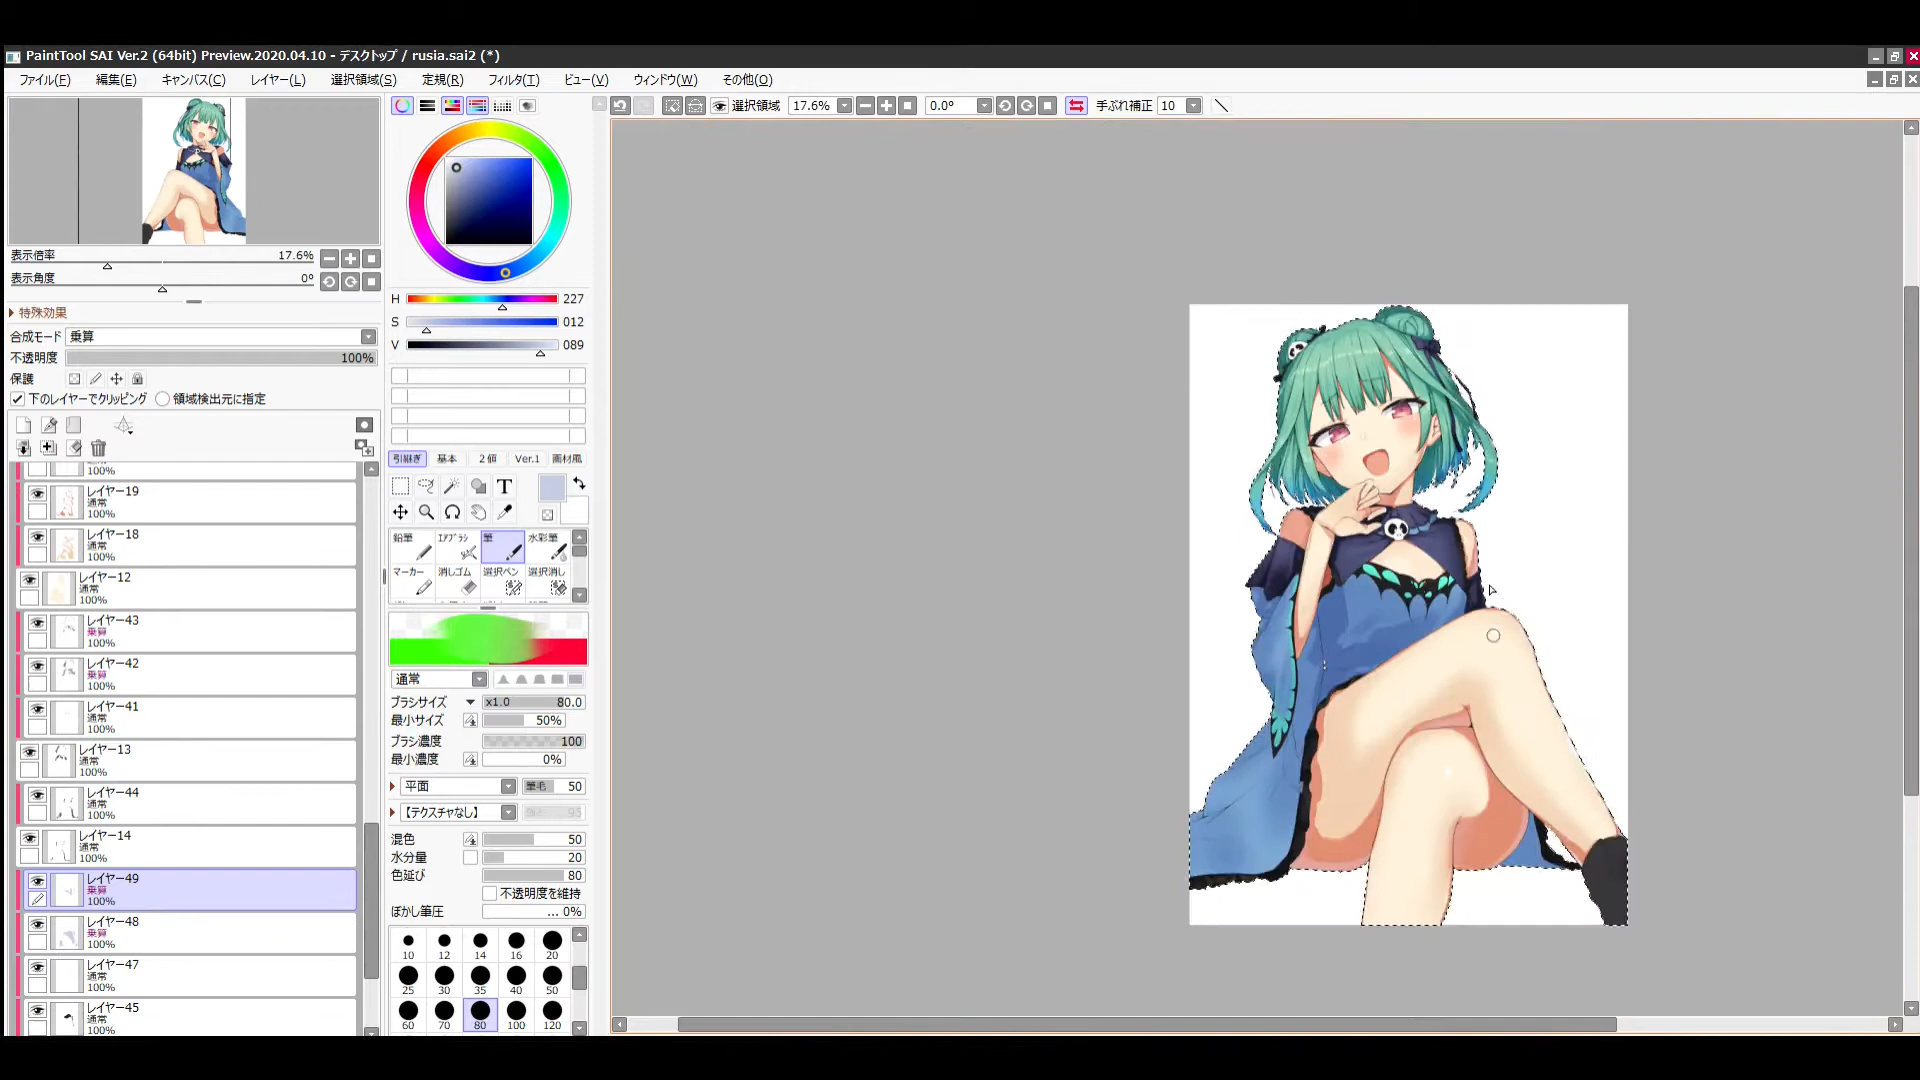 PaintTool SAI Ver.2 (64bit) Preview.2020.04.10 - デスクトップ / rusia.sai2 (*)
ファイル(F) 編集(E) キャンバス(C) レイヤー(L) 選択領域(S) 定規(R) フィルタ(T) ビュー(V) ウィンドウ(W) その他(O)
選択領域 17.6% 0.0° 手ぶれ補正 10
表示倍率 17.6%
表示角度 0°
特殊効果
合成モード 乗算
不透明度 100%
保護
下のレイヤーでクリッピング 領域検出元に指定
100%
レイヤー19
通常
100%
レイヤー18
通常
100%
レイヤー12
通常
100%
レイヤー43
乗算
100%
レイヤー42
乗算
100%
レイヤー41
通常
100%
レイヤー13
通常
100%
レイヤー44
通常
100%
レイヤー14
通常
100%
レイヤー49
乗算
100%
レイヤー48
乗算
100%
レイヤー47
通常
100%
レイヤー45
通常
100%
H 227
S 012
V 089
引継ぎ 基本 2値 Ver.1 画材風
T
鉛筆 エアブラシ 筆 水彩筆
マーカー 消しゴム 選択ペン 選択消し
通常
ブラシサイズ x1.0 80.0
最小サイズ 50%
ブラシ濃度 100
最小濃度 0%
平面 筆毛 50
【テクスチャなし】 95
混色 50
水分量 20
色延び 80
不透明度を維持
ぼかし筆圧 ... 0%
10 12 14 16 20
25 30 35 40 50
60 70 80 100 120